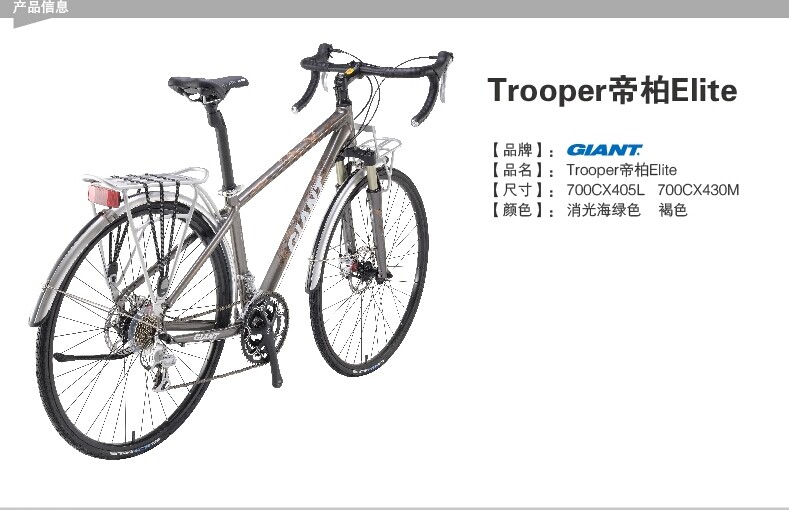 产品信息
Trooper帝柏Elite
【品牌】：GIANT
【品名】：Trooper帝柏Elite
【尺寸】：700CX405L 700CX430M
【颜色】：消光海绿色 褐色
GIANT
GIANT